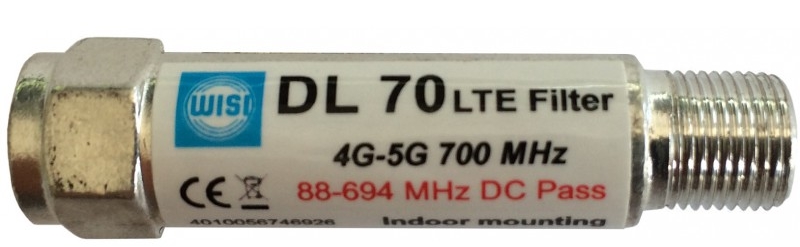 WISI
DL 70 LTE Filter
4G-5G 700 MHz
CE 88-694 MHz DC Pass
4010056746926 Indoor mounting